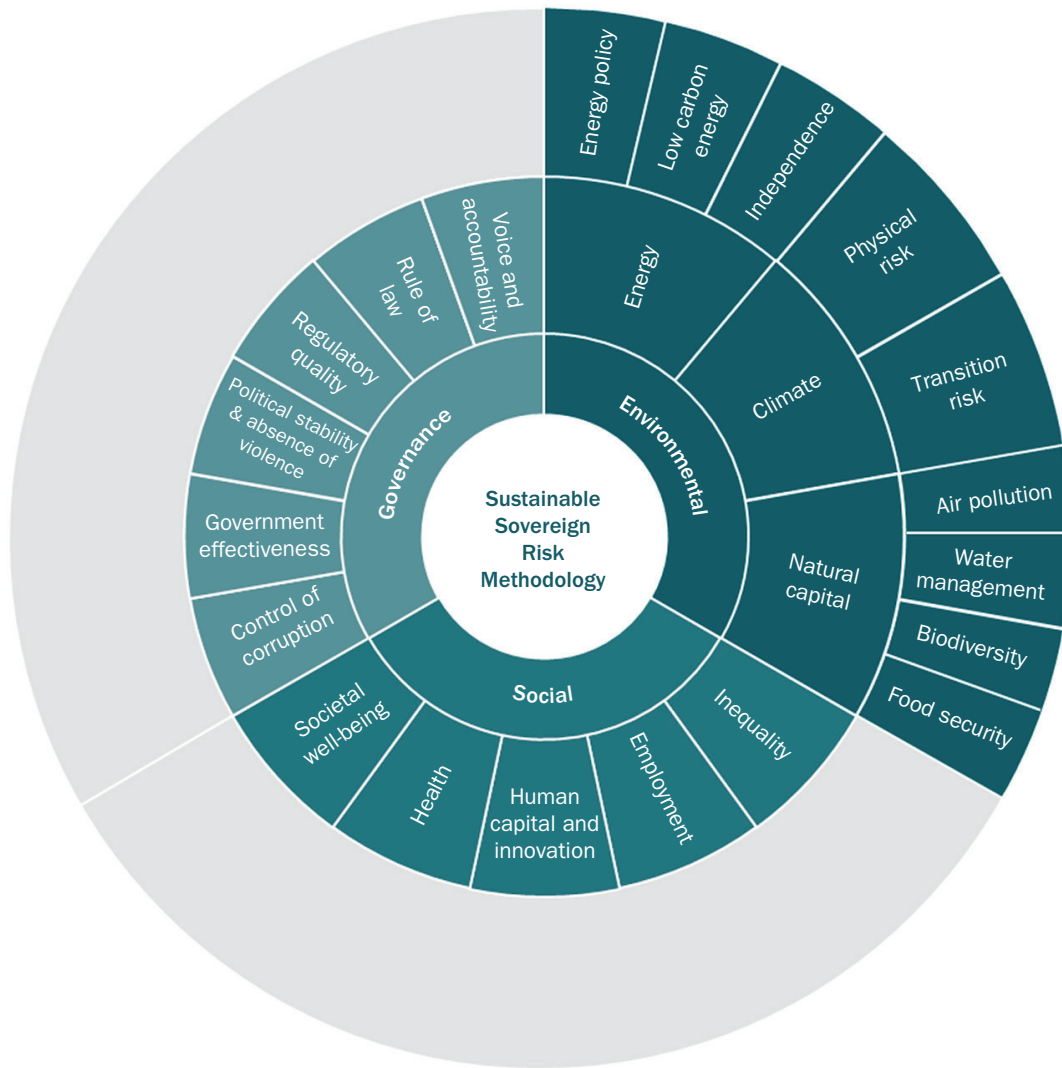 Sustainable
Sovereign
Risk
Methodology
Environmental
Energy
Energy policy
Low carbon
energy
Independence
Climate
Physical
risk
Transition
risk
Natural
capital
Air pollution
Water
management
Biodiversity
Food security
Social
Inequality
Employment
Human
capital and
innovation
Health
Societal
well-being
Governance
Control of
corruption
Government
effectiveness
Political stability
& absence of
violence
Regulatory
quality
Rule of
law
Voice and
accountability